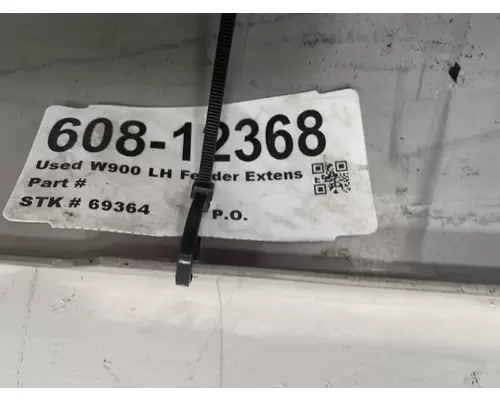 608-12368
Used W900 LH Fender Extens
Part #
STK # 69364 P.O.